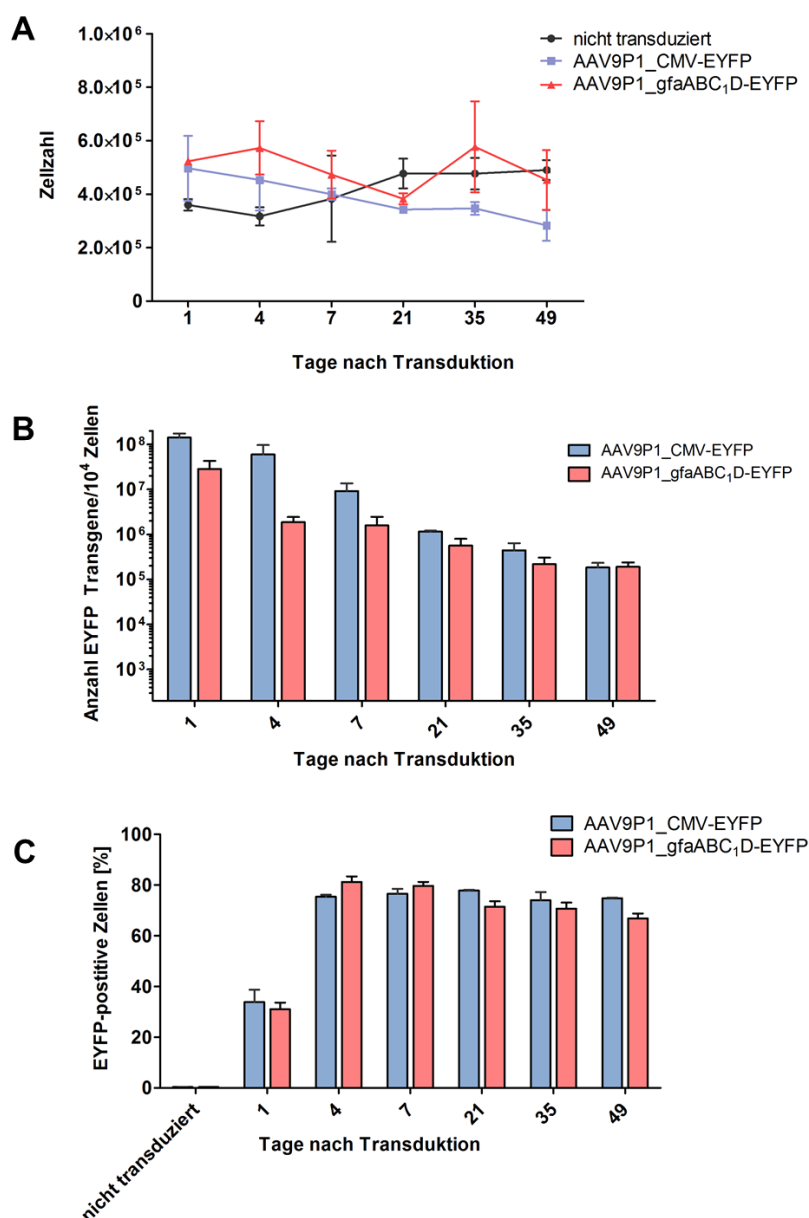 A
1.0×10⁶
8.0×10⁵
6.0×10⁵
4.0×10⁵
2.0×10⁵
0
Zellzahl
nicht transduziert
AAV9P1_CMV-EYFP
AAV9P1_gfaABC₁D-EYFP
1 4 7 21 35 49
Tage nach Transduktion
B
10⁸
10⁷
10⁶
10⁵
10⁴
10³
Anzahl EYFP Transgene/10⁴ Zellen
AAV9P1_CMV-EYFP
AAV9P1_gfaABC₁D-EYFP
1 4 7 21 35 49
Tage nach Transduktion
C
100
80
60
40
20
0
EYFP-postitive Zellen [%]
AAV9P1_CMV-EYFP
AAV9P1_gfaABC₁D-EYFP
nicht transduziert 1 4 7 21 35 49
Tage nach Transduktion